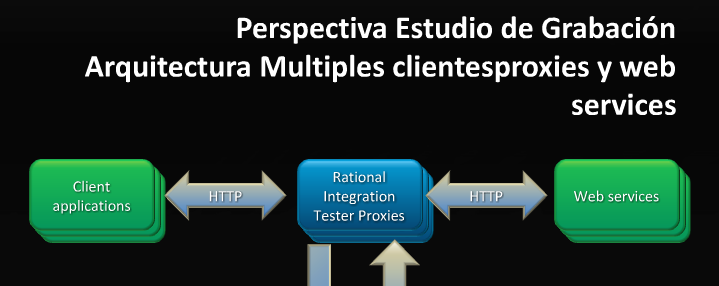 Perspectiva Estudio de Grabación
Arquitectura Multiples clientesproxies y web
services
Client
applications
HTTP
Rational
Integration
Tester Proxies
HTTP
Web services